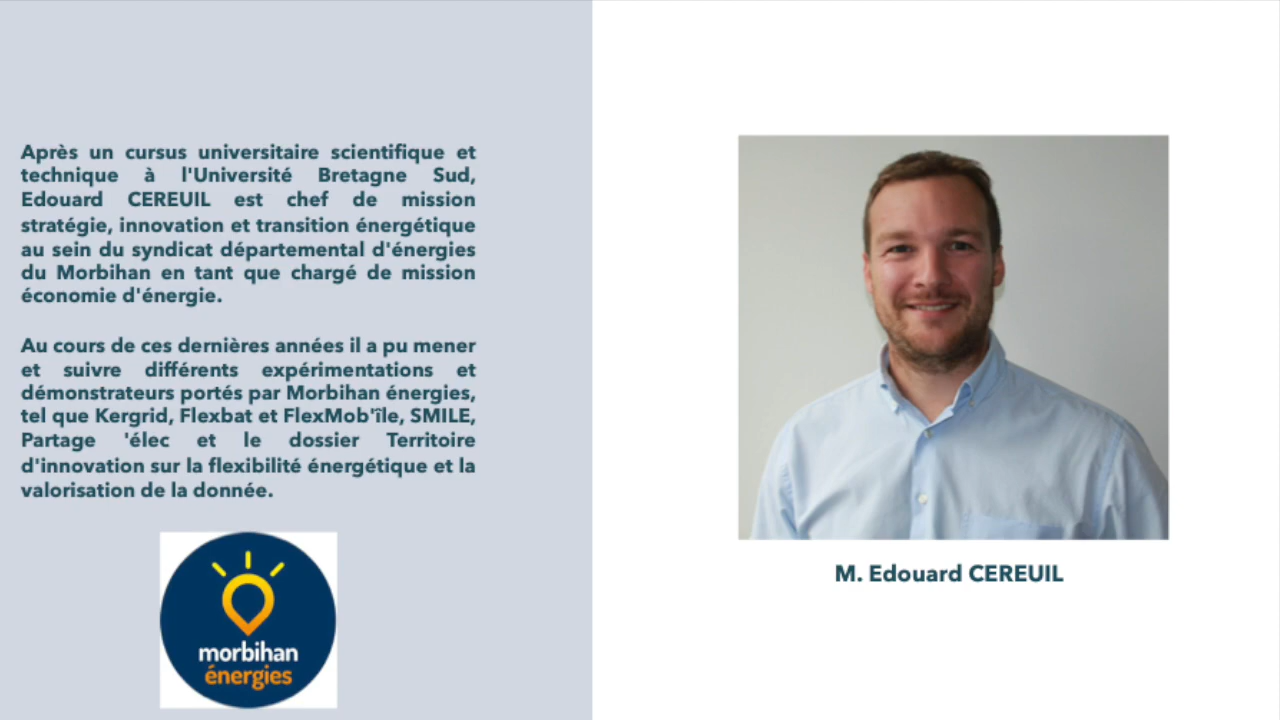 Après un cursus universitaire scientifique et
technique à l'Université Bretagne Sud,
Edouard CEREUIL est chef de mission
stratégie, innovation et transition énergétique
au sein du syndicat départemental d'énergies
du Morbihan en tant que chargé de mission
économie d'énergie.
Au cours de ces dernières années il a pu mener
et suivre différents expérimentations et
démonstrateurs portés par Morbihan énergies,
tel que Kergrid, Flexbat et FlexMob'île, SMILE,
Partage 'élec et le dossier Territoire
d'innovation sur la flexibilité énergétique et la
valorisation de la donnée.
morbihan
énergies
M. Edouard CEREUIL